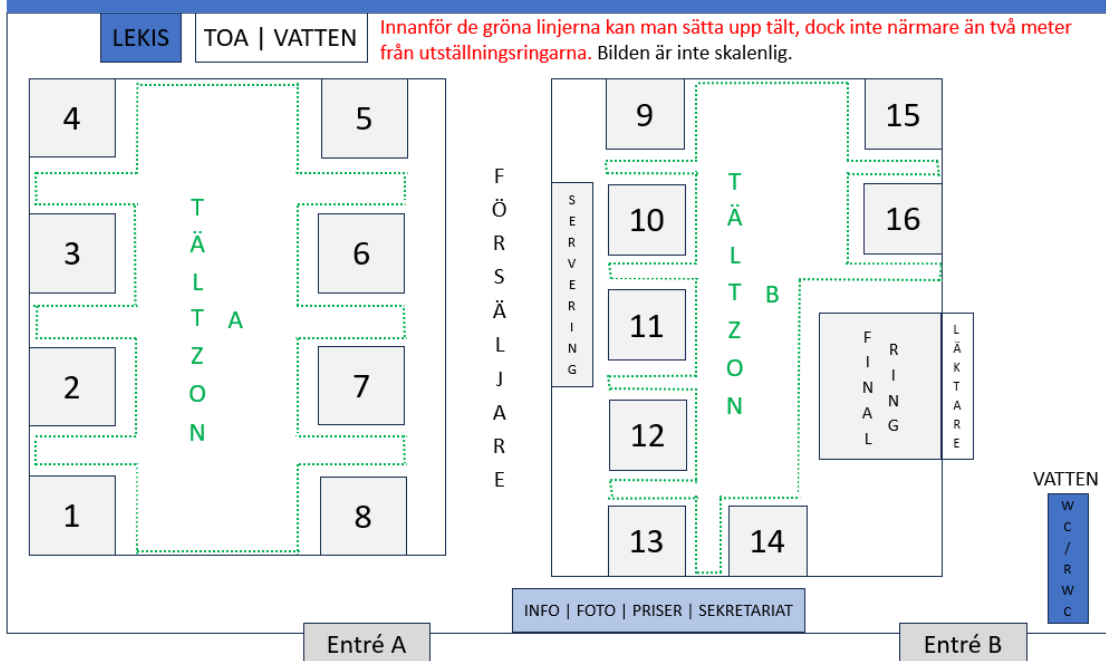 LEKIS
TOA | VATTEN
Innanför de gröna linjerna kan man sätta upp tält, dock inte närmare än två meter
från utställningsringarna. Bilden är inte skalenlig.
4
5
3
6
2
7
1
8
TÄLTZON
A
FÖRSÄLJARE
SERVERING
9
15
10
16
11
12
13
14
TÄLTZON
B
FINAL
RING
LÄKTARE
VATTEN
WC/RWC
INFO | FOTO | PRISER | SEKRETARIAT
Entré A
Entré B